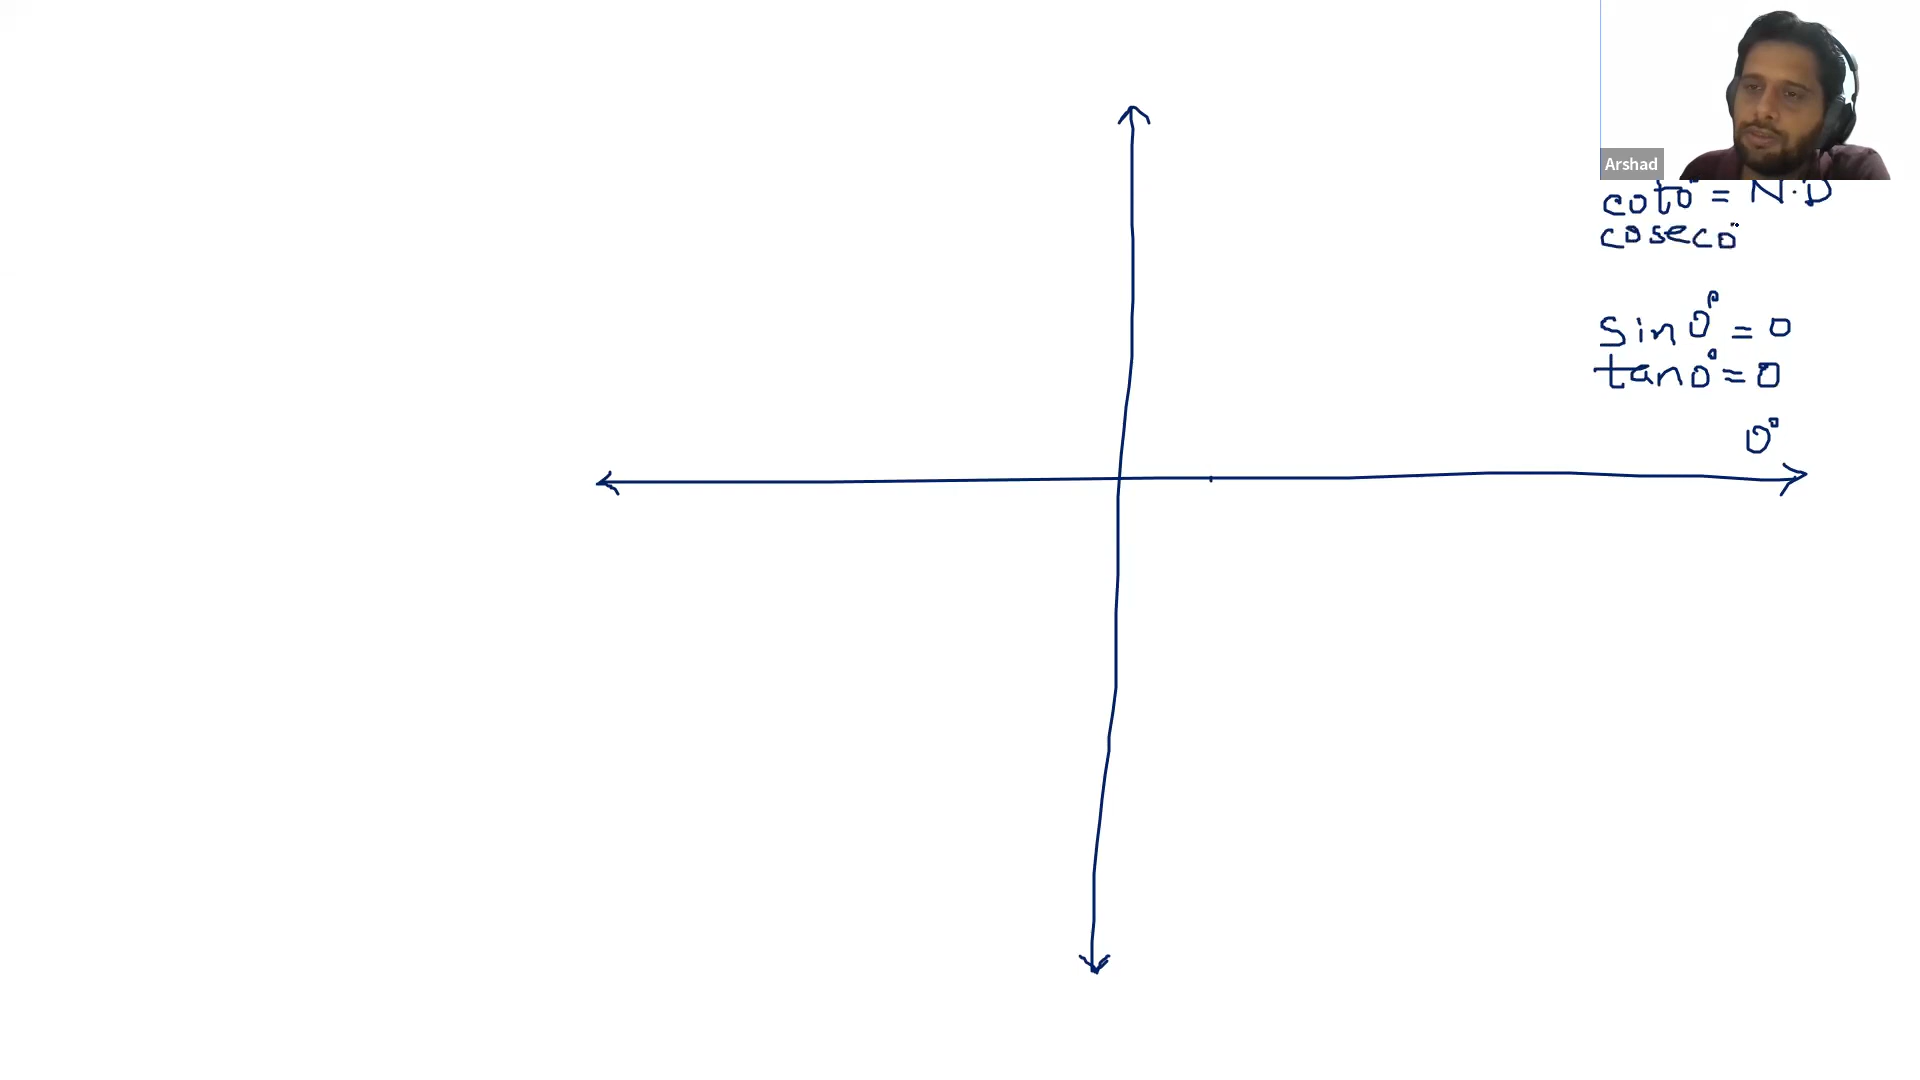 Arshad
cot0° = N.D
cosec0°
sin0° = 0
tan0° = 0
0°